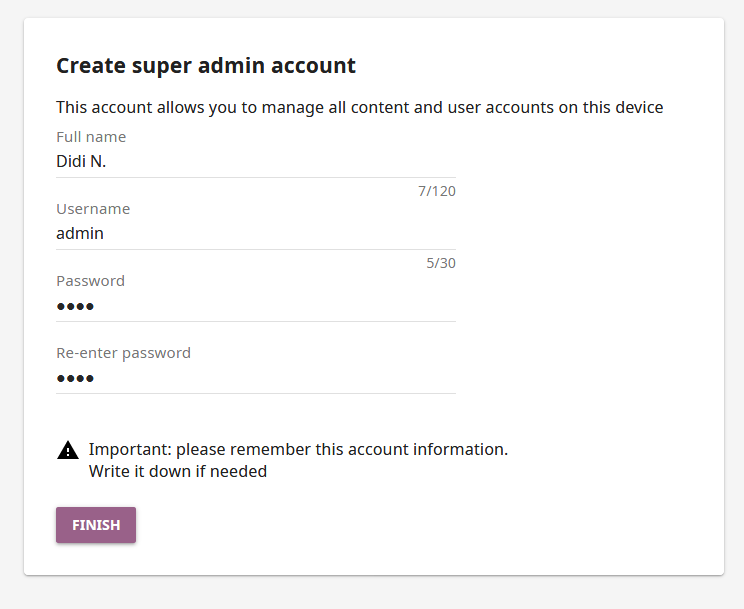 Create super admin account
This account allows you to manage all content and user accounts on this device
Full name
Didi N.
7/120
Username
admin
5/30
Password
••••
Re-enter password
••••
Important: please remember this account information.
Write it down if needed
FINISH